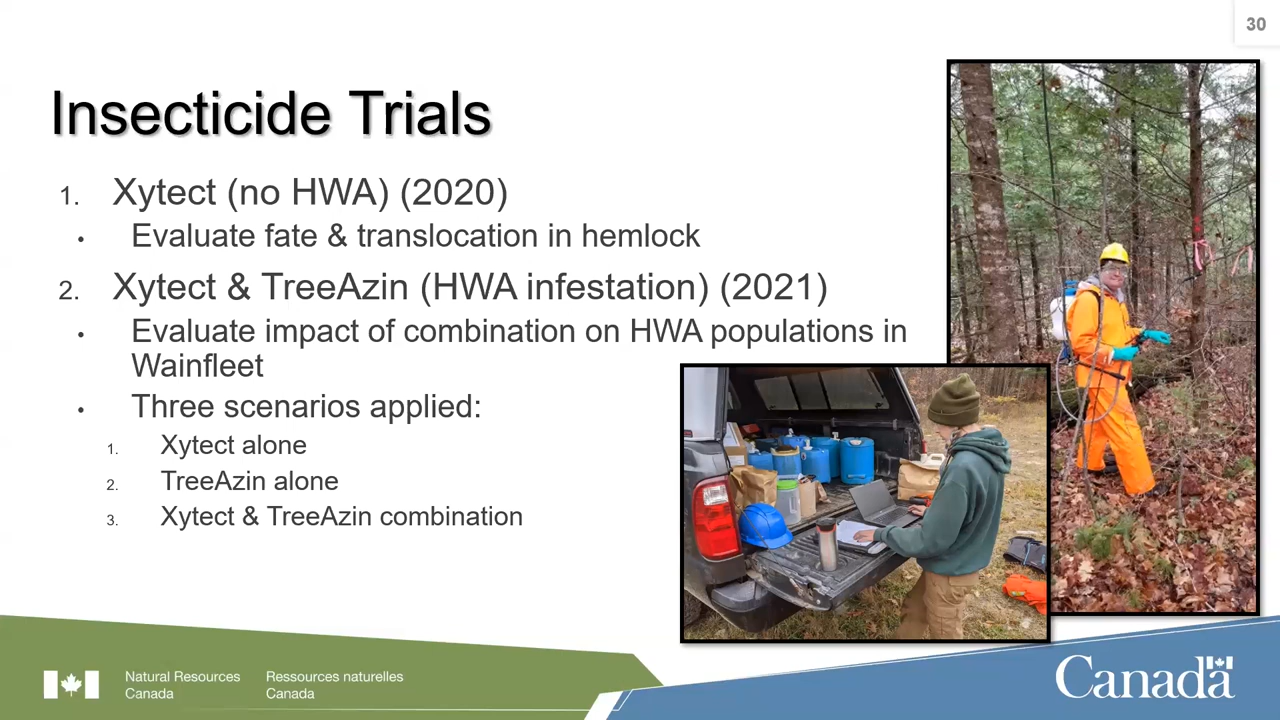 30
Insecticide Trials
1. Xytect (no HWA) (2020)
• Evaluate fate & translocation in hemlock
2. Xytect & TreeAzin (HWA infestation) (2021)
• Evaluate impact of combination on HWA populations in
Wainfleet
• Three scenarios applied:
1. Xytect alone
2. TreeAzin alone
3. Xytect & TreeAzin combination
Natural Resources
Canada
Ressources naturelles
Canada
Canada